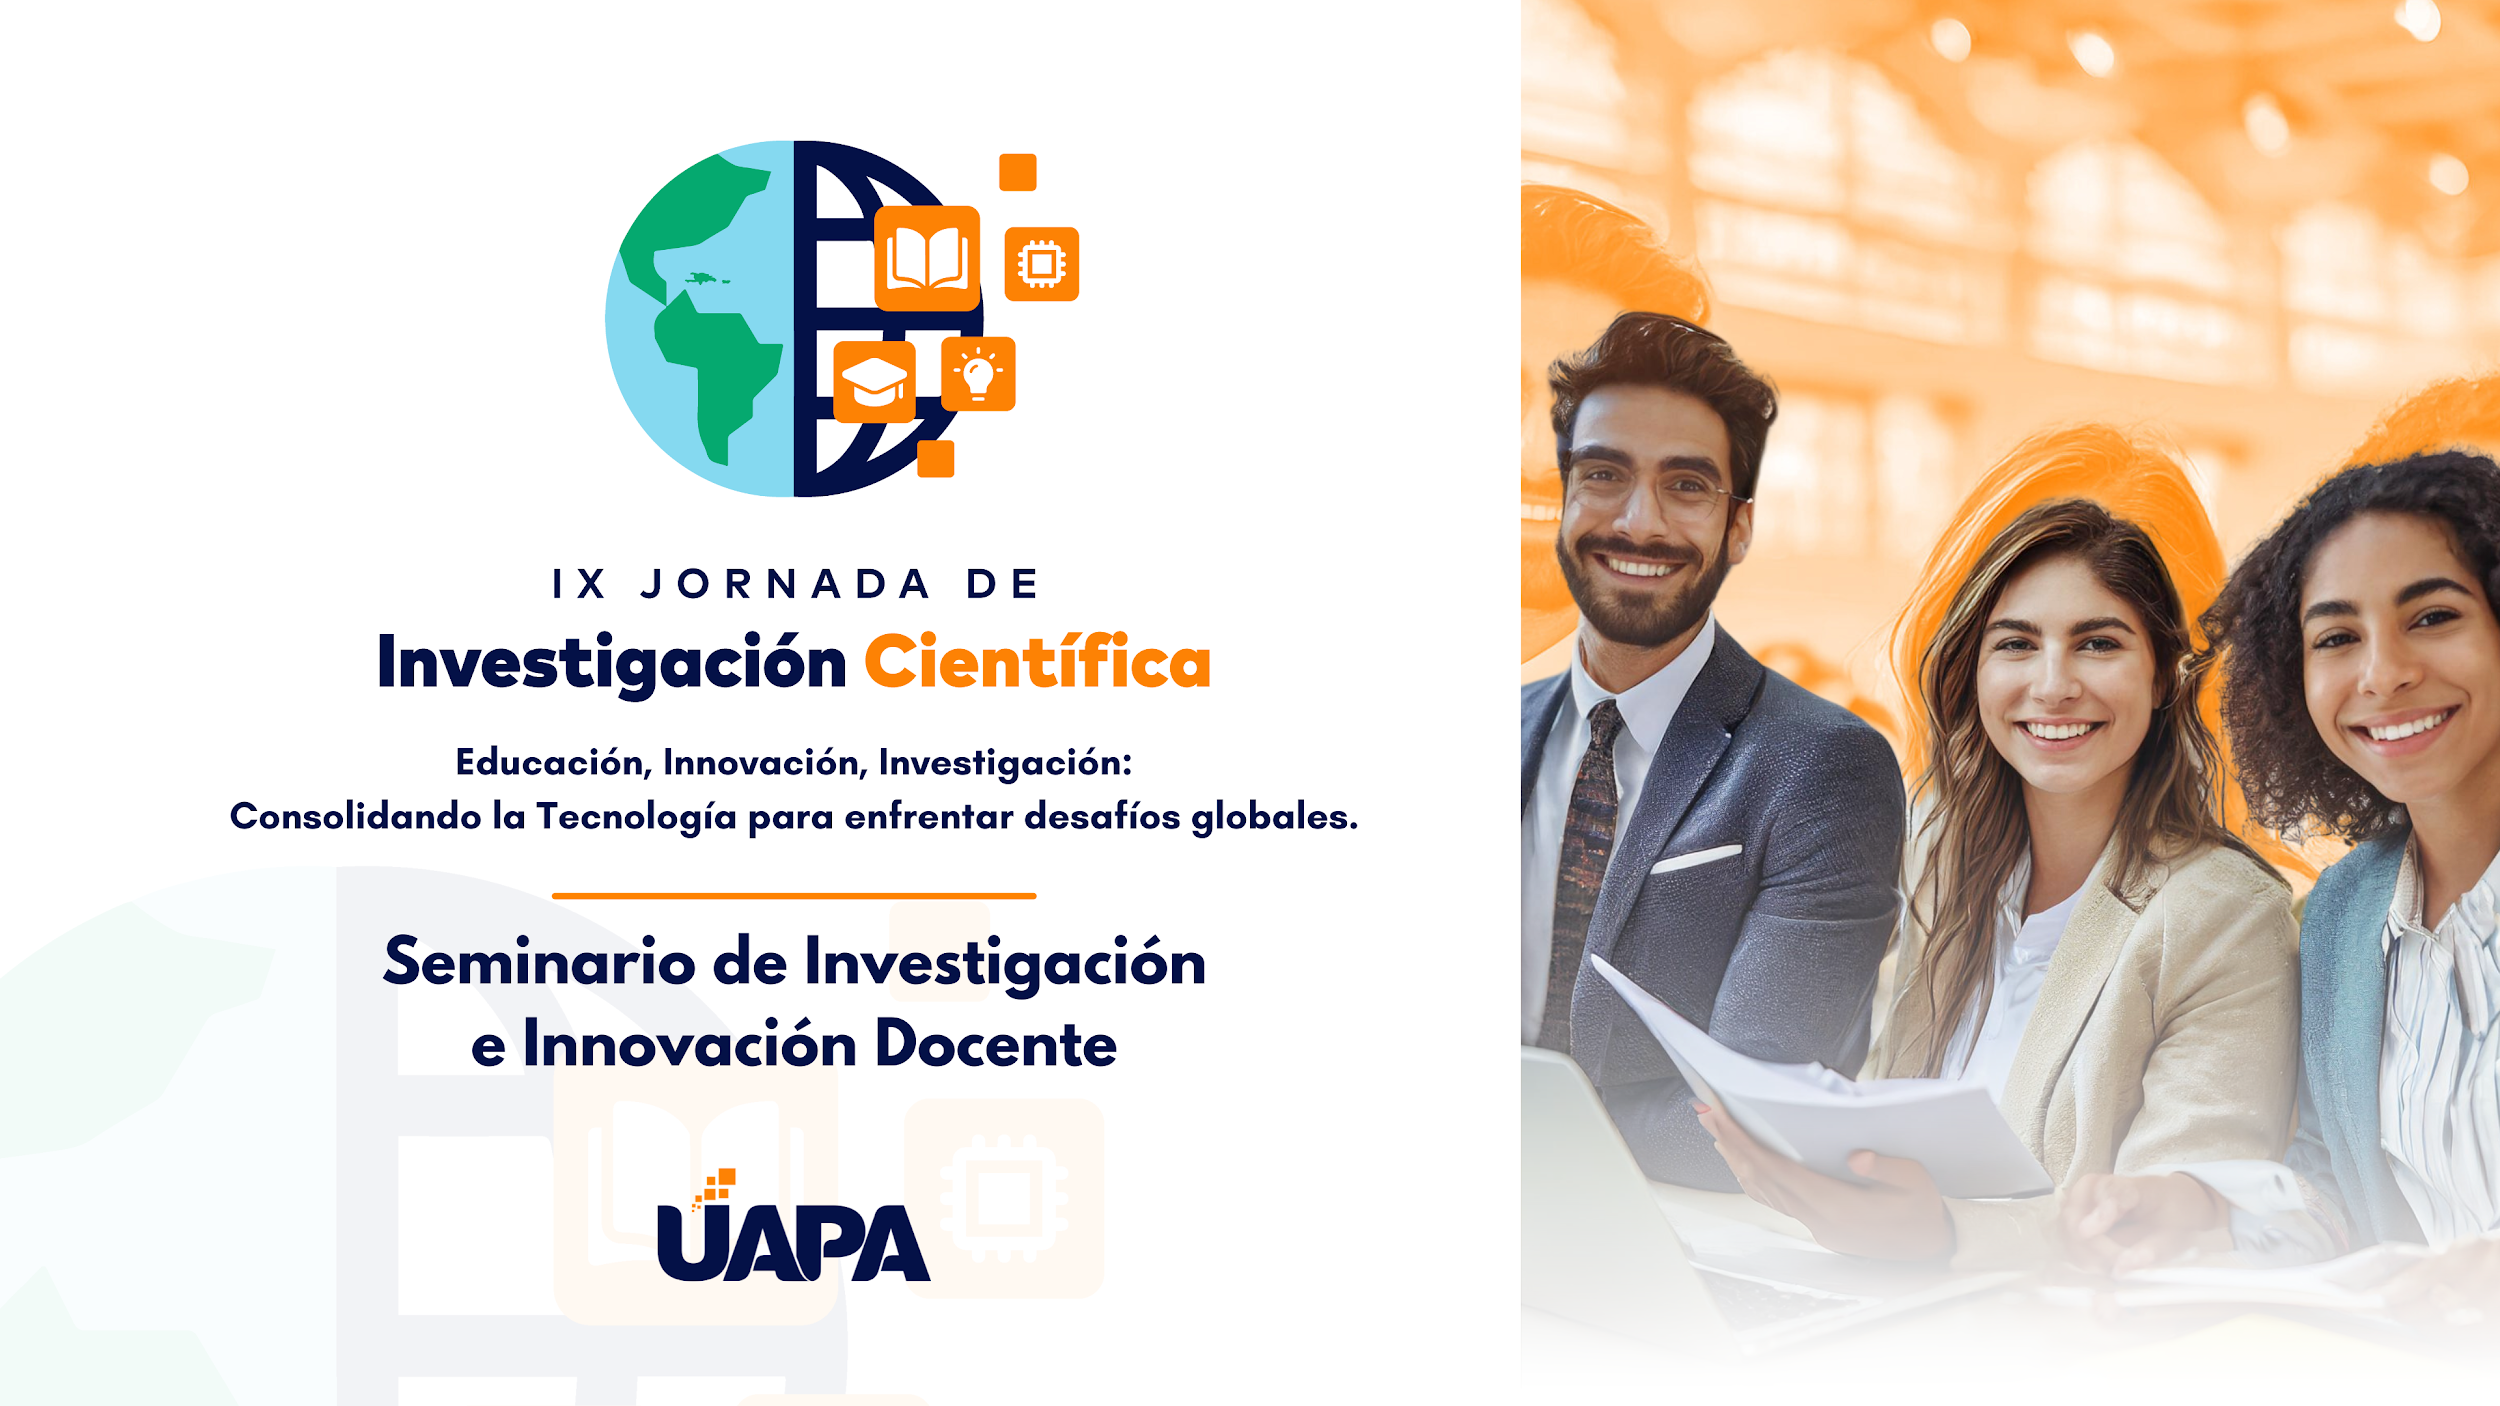 IX JORNADA DE
Investigación Científica
Educación, Innovación, Investigación:
Consolidando la Tecnología para enfrentar desafíos globales.
Seminario de Investigación
e Innovación Docente
UAPA